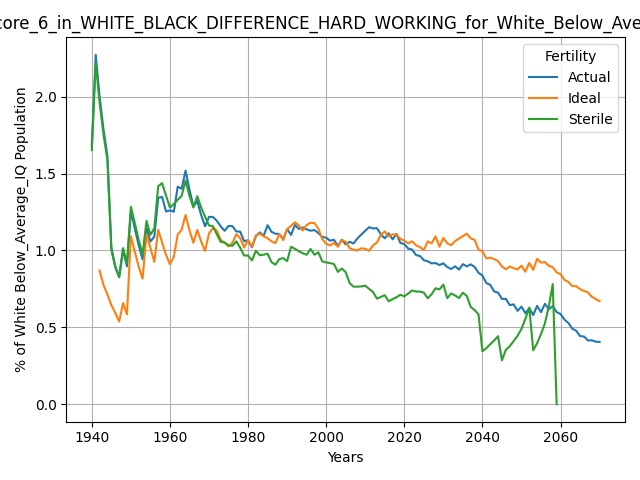 core_6_in_WHITE_BLACK_DIFFERENCE_HARD_WORKING_for_White_Below_Ave
% of White Below_Average_IQ Population
Fertility
Actual
Ideal
Sterile
2.0
1.5
1.0
0.5
0.0
1940 1960 1980 2000 2020 2040 2060
Years